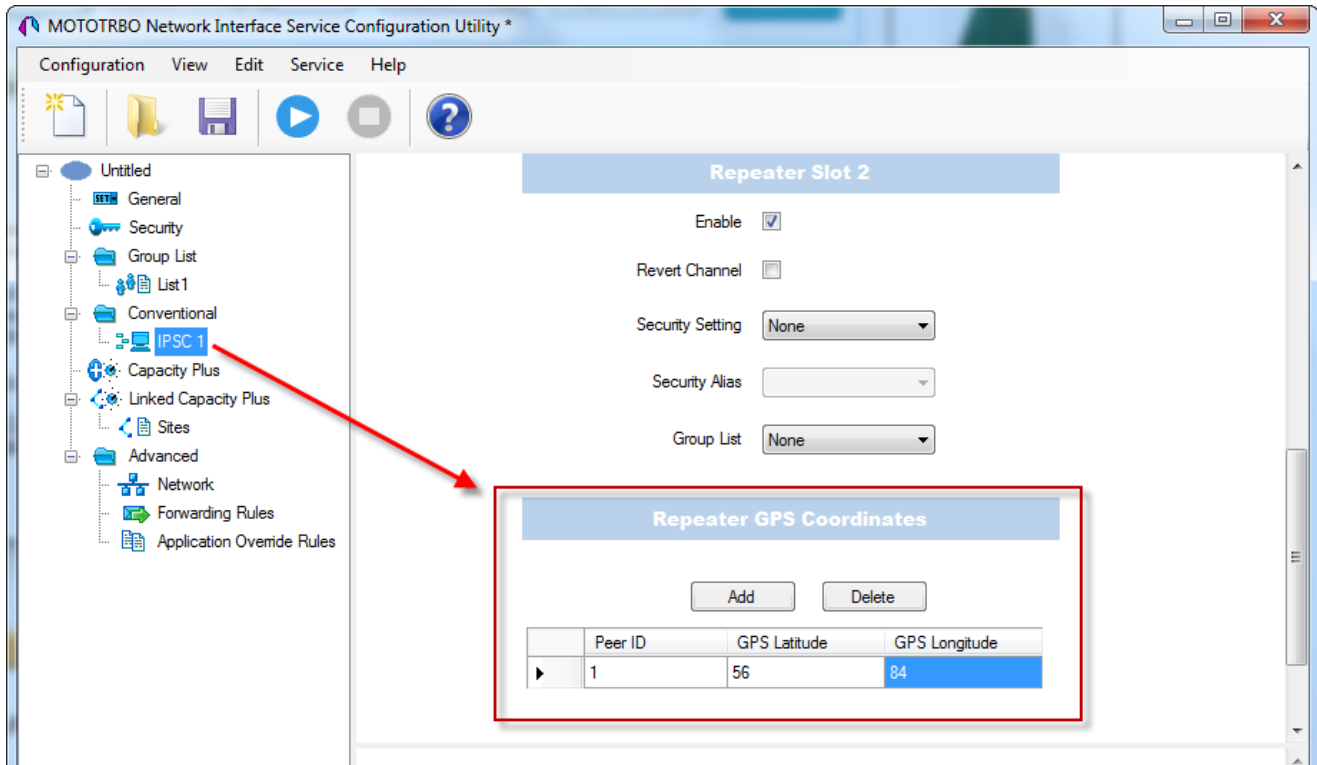 MOTOTRBO Network Interface Service Configuration Utility *
Configuration View Edit Service Help
Untitled
SET
General
Security
Group List
List1
Conventional
IPSC 1
Capacity Plus
Linked Capacity Plus
Sites
Advanced
Network
Forwarding Rules
Application Override Rules
Repeater Slot 2
Enable
Revert Channel
Security Setting None
Security Alias
Group List None
Repeater GPS Coordinates
Add Delete
Peer ID GPS Latitude GPS Longitude
1 56 84